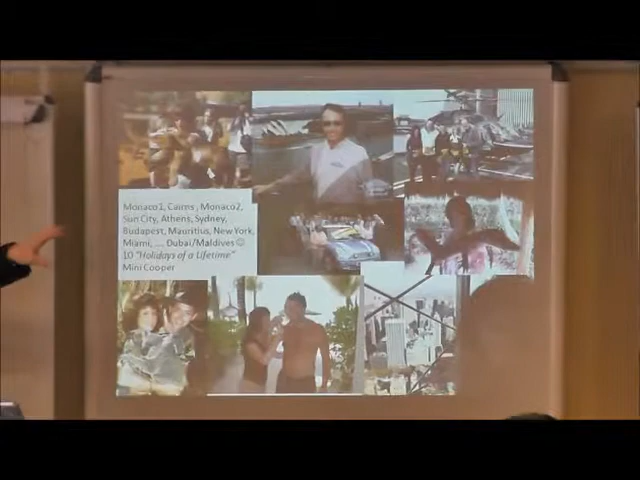 Monaco1, Cairns, Monaco2,
Sun City, Athens, Sydney,
Budapest, Mauritius, New York,
Miami, .... Dubai/Maldives☺
10 "Holidays of a Lifetime"
Mini Cooper